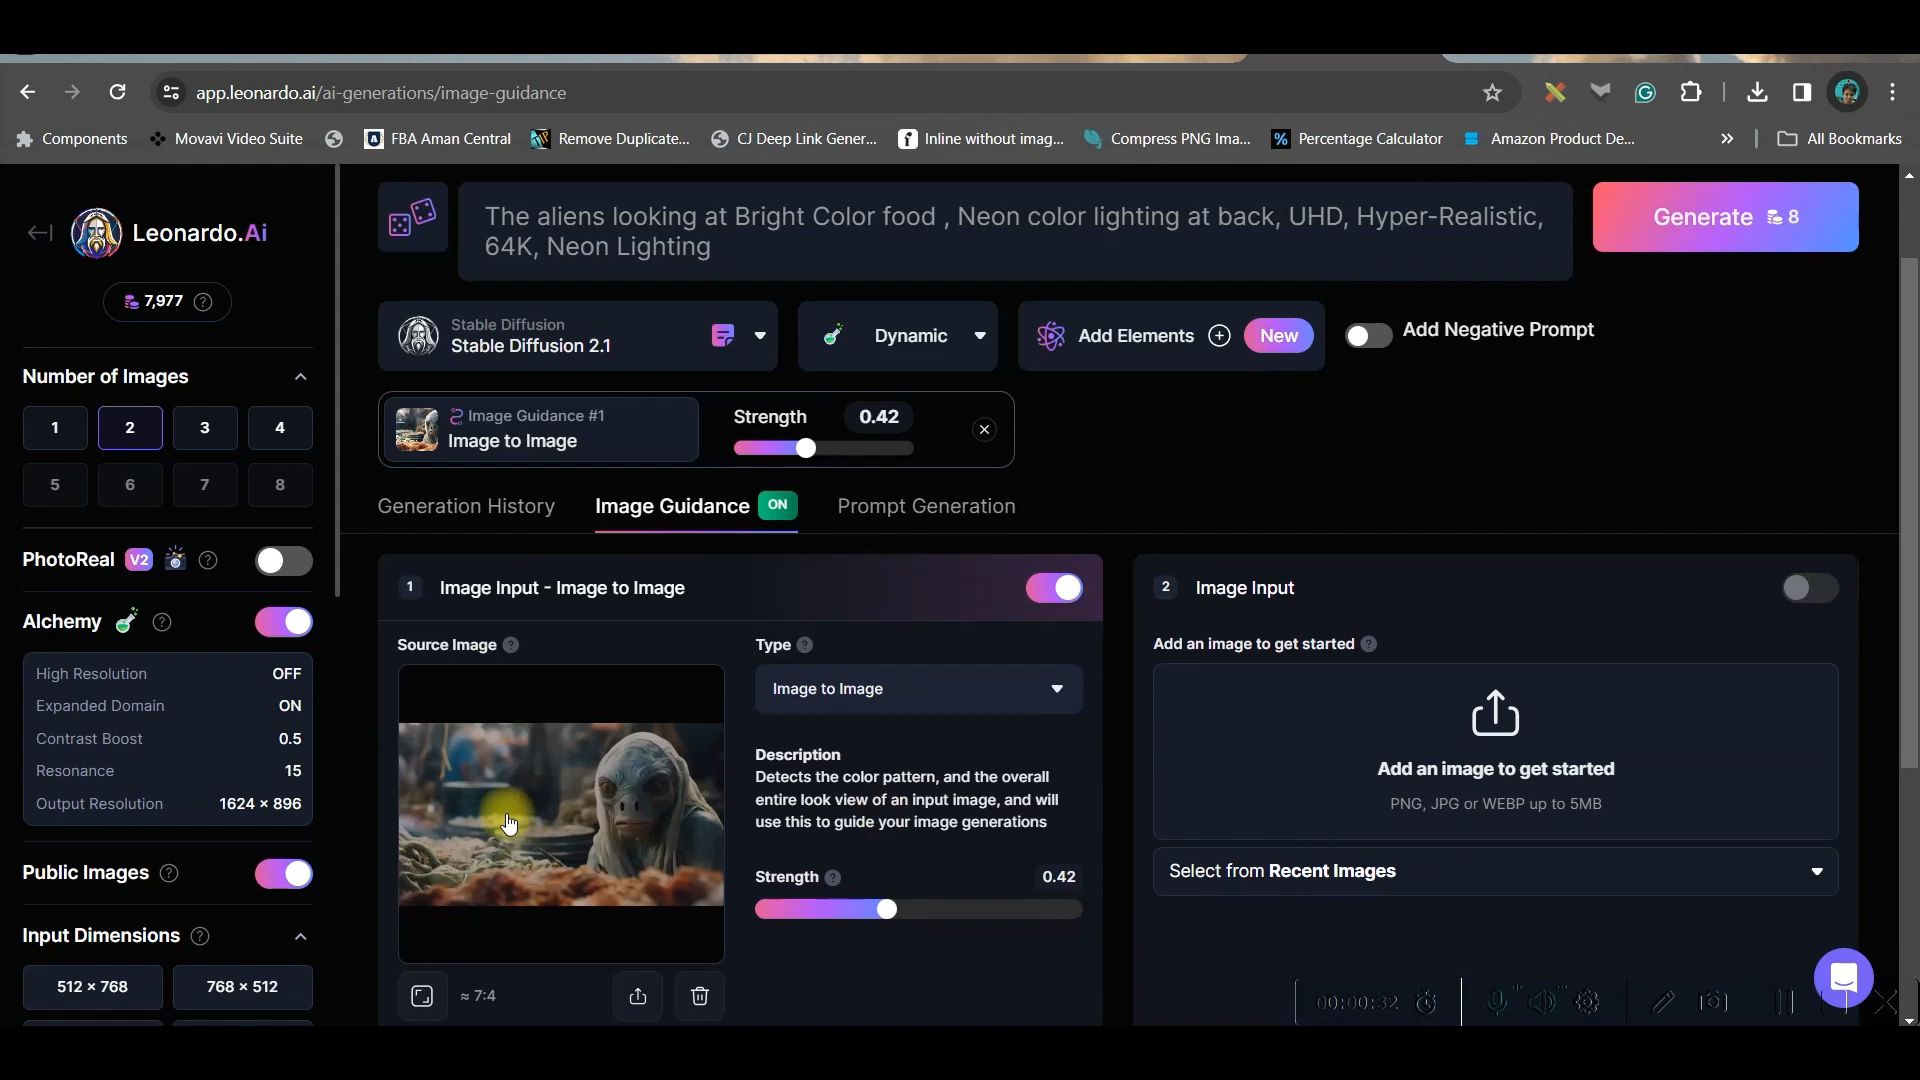 app.leonardo.ai/ai-generations/image-guidance
Components
Movavi Video Suite
FBA Aman Central
Remove Duplicate...
CJ Deep Link Gener...
Inline without imag...
Compress PNG Ima...
Percentage Calculator
Amazon Product De...
All Bookmarks
Leonardo.Ai
7,977
The aliens looking at Bright Color food , Neon color lighting at back, UHD, Hyper-Realistic,
64K, Neon Lighting
Generate 8
Stable Diffusion
Stable Diffusion 2.1
Dynamic
Add Elements
New
Add Negative Prompt
Image Guidance #1
Image to Image
Strength 0.42
Generation History
Image Guidance ON
Prompt Generation
Number of Images
1 2 3 4
5 6 7 8
PhotoReal V2
Alchemy
High Resolution OFF
Expanded Domain ON
Contrast Boost 0.5
Resonance 15
Output Resolution 1624 × 896
Public Images
Input Dimensions
512 × 768 768 × 512
1 Image Input - Image to Image
Source Image
≈ 7:4
Type
Image to Image
Description
Detects the color pattern, and the overall
entire look view of an input image, and will
use this to guide your image generations
Strength 0.42
2 Image Input
Add an image to get started
Add an image to get started
PNG, JPG or WEBP up to 5MB
Select from Recent Images
00:00:32